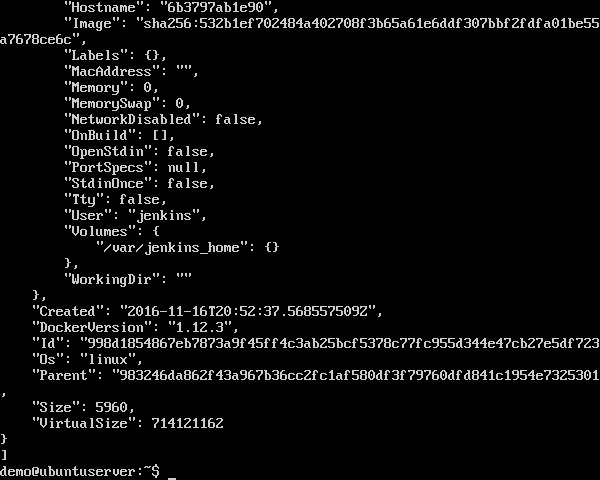 "Hostname": "6b3797ab1e90",
"Image": "sha256:532b1ef702484a402708f3b65a61e6ddf307bbf2fdfa01be55
a7678ce6c",
"Labels": {},
"MacAddress": "",
"Memory": 0,
"MemorySwap": 0,
"NetworkDisabled": false,
"OnBuild": [],
"OpenStdin": false,
"PortSpecs": null,
"StdinOnce": false,
"Tty": false,
"User": "jenkins",
"Volumes": {
"/var/jenkins_home": {}
},
"WorkingDir": ""
},
"Created": "2016-11-16T20:52:37.568557509Z",
"DockerVersion": "1.12.3",
"Id": "998d1854867eb7873a9f45ff4c3ab25bcf5378c77fc955d344e47cb27e5df723
"Os": "linux",
"Parent": "983246da862f43a967b36cc2fc1af580df3f79760dfd841c1954e7325301
,
"Size": 5960,
"VirtualSize": 714121162
}
]
demo@ubuntuserver:~$ _